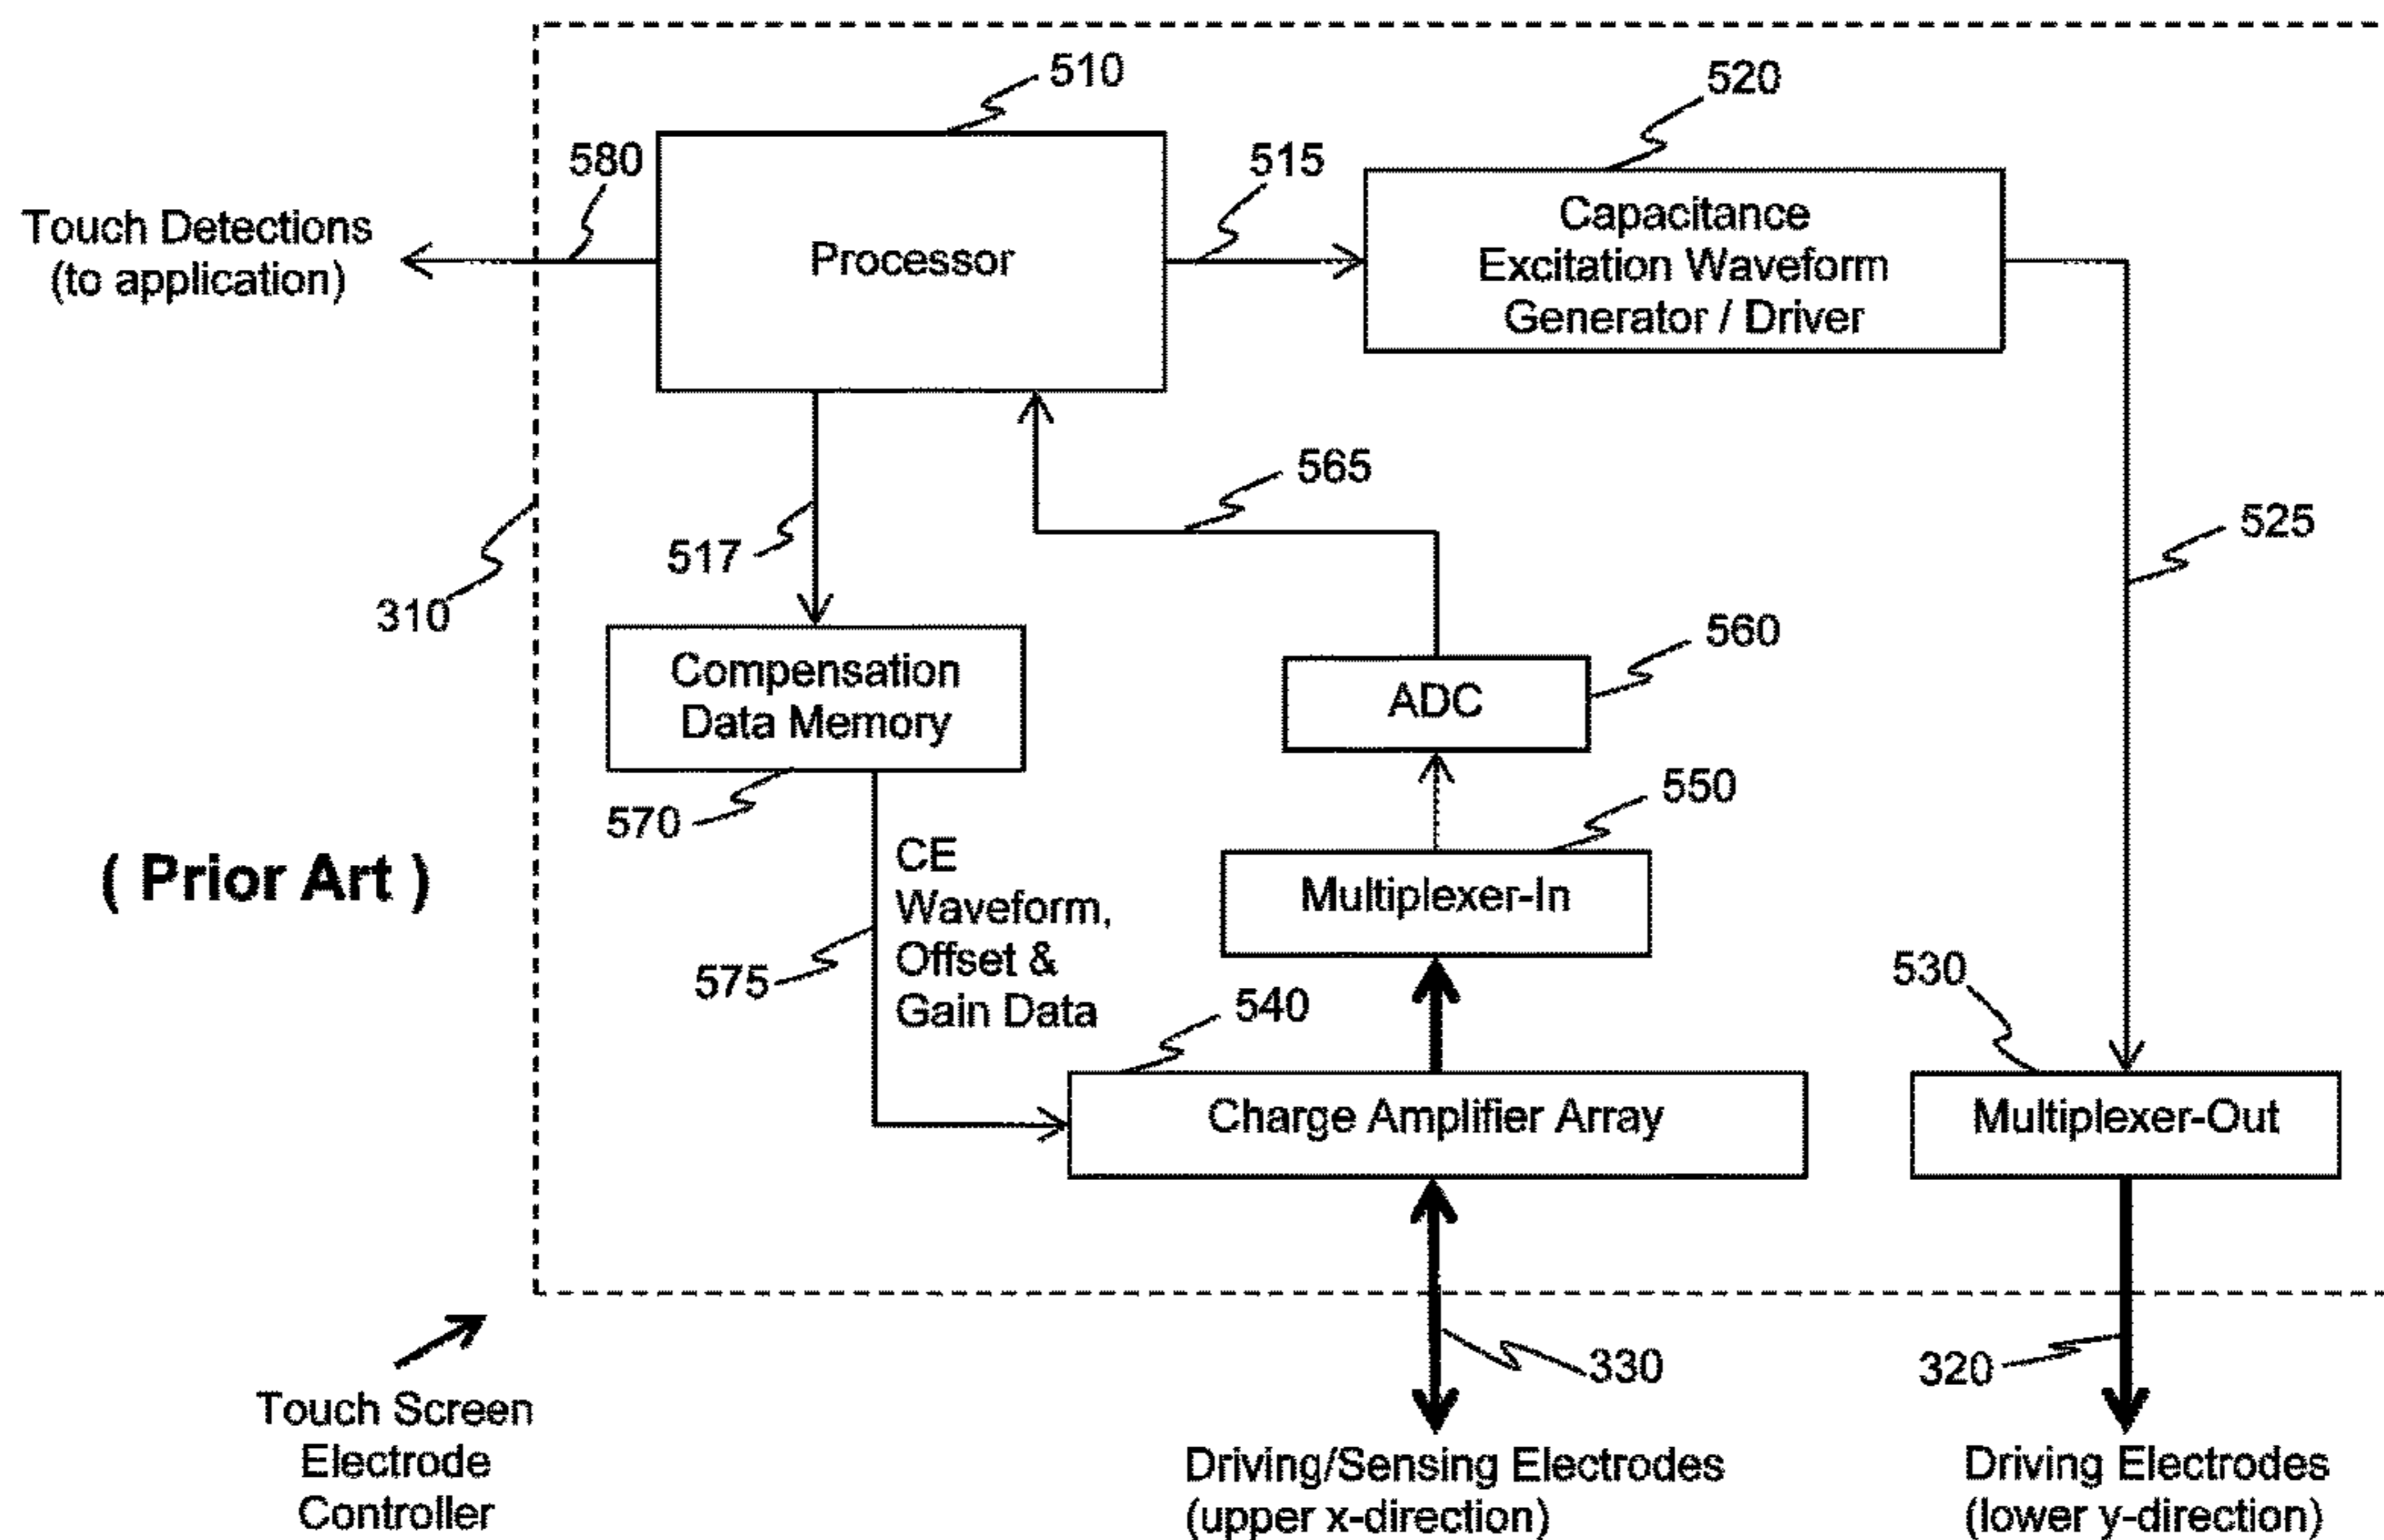 510
520
580
515
Touch Detections
(to application)
Processor
Capacitance
Excitation Waveform
Generator / Driver
565
525
517
310
560
Compensation
Data Memory
ADC
550
570
CE
Waveform,
Offset &
Gain Data
( Prior Art )
Multiplexer-In
575
530
540
Charge Amplifier Array
Multiplexer-Out
330
320
Touch Screen
Electrode
Controller
Driving/Sensing Electrodes
(upper x-direction)
Driving Electrodes
(lower y-direction)